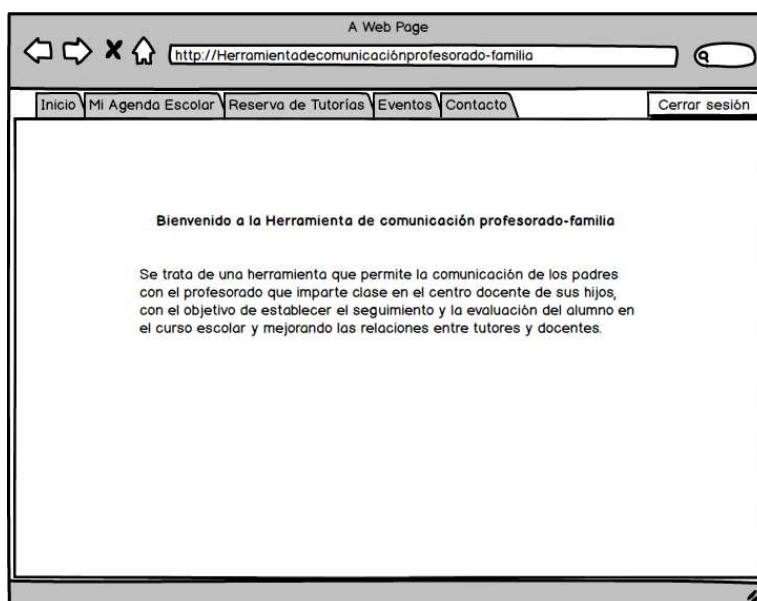 A Web Page
http://Herramientadecomunicaciónprofesorado-familia
Inicio Mi Agenda Escolar Reserva de Tutorías Eventos Contacto Cerrar sesión
Bienvenido a la Herramienta de comunicación profesorado-familia
Se trata de una herramienta que permite la comunicación de los padres
con el profesorado que imparte clase en el centro docente de sus hijos,
con el objetivo de establecer el seguimiento y la evaluación del alumno en
el curso escolar y mejorando las relaciones entre tutores y docentes.